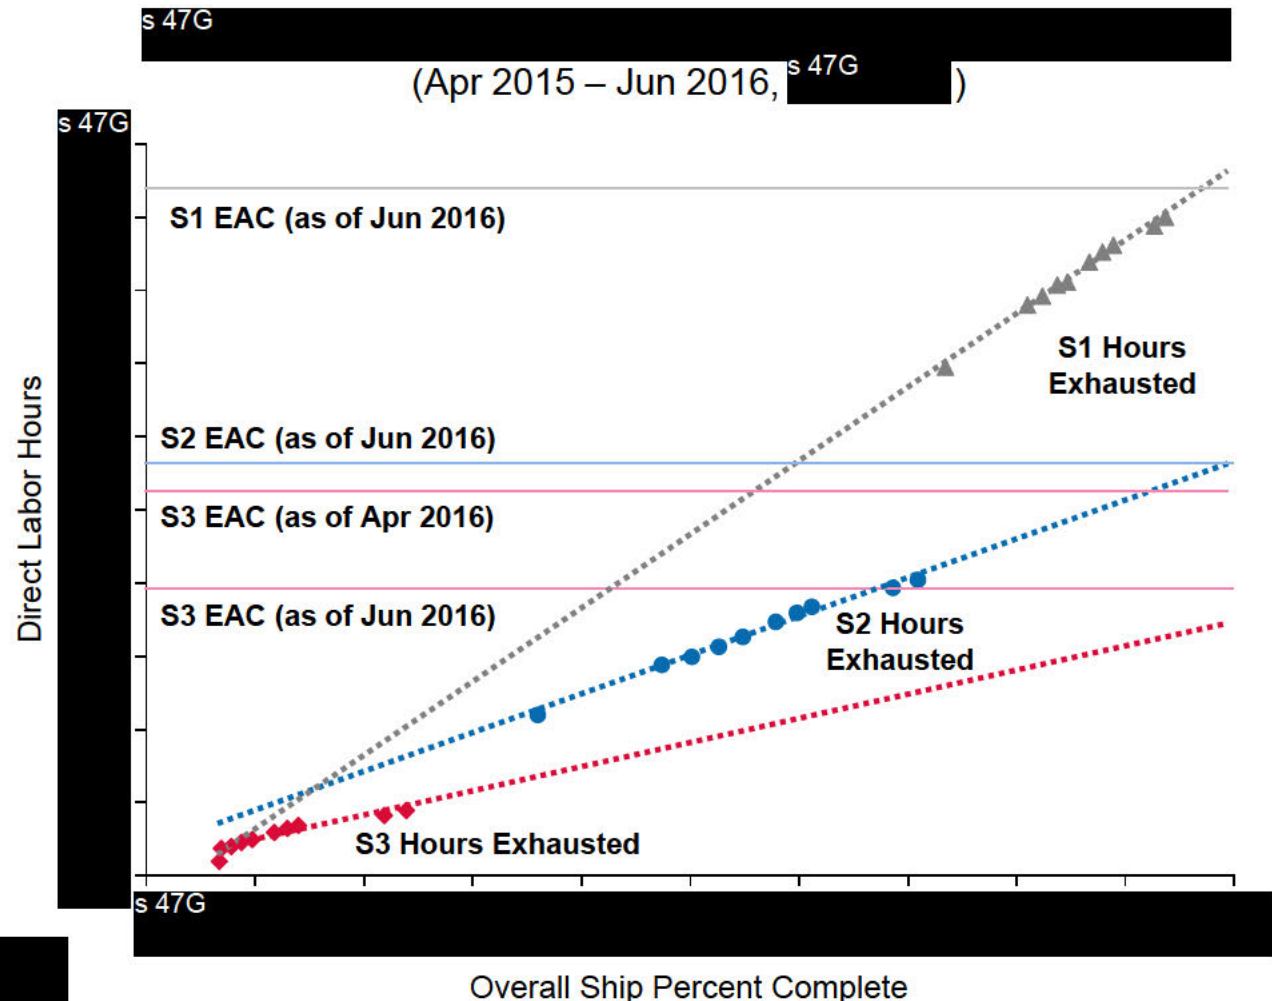 s 47G
(Apr 2015 – Jun 2016, s 47G )
s 47G
S1 EAC (as of Jun 2016)
S1 Hours
Exhausted
S2 EAC (as of Jun 2016)
S3 EAC (as of Apr 2016)
S3 EAC (as of Jun 2016)
S2 Hours
Exhausted
S3 Hours Exhausted
Direct Labor Hours
s 47G
Overall Ship Percent Complete